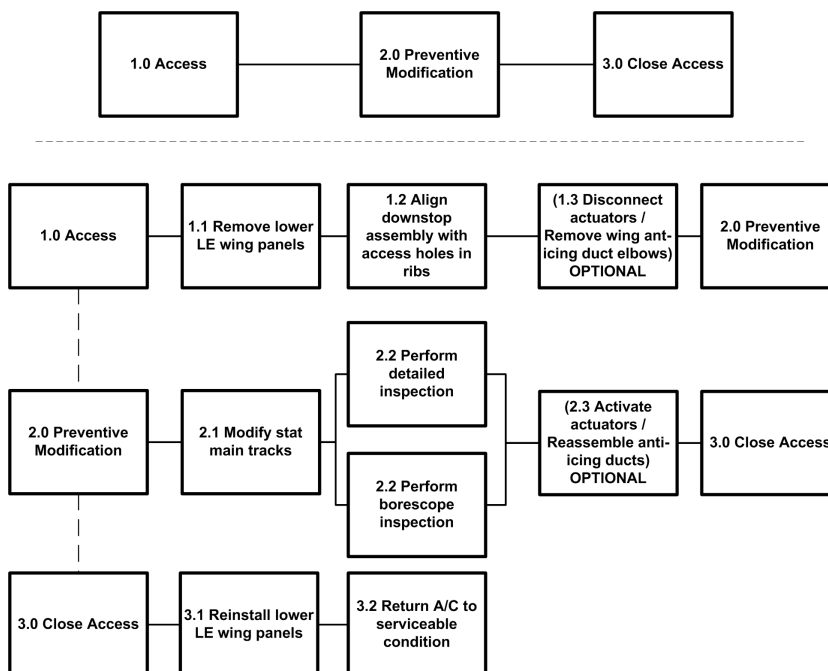 1.0 Access
2.0 Preventive
Modification
3.0 Close Access
1.0 Access
1.1 Remove lower
LE wing panels
1.2 Align
downstop
assembly with
access holes in
ribs
(1.3 Disconnect
actuators /
Remove wing ant-
icing duct elbows)
OPTIONAL
2.0 Preventive
Modification
2.0 Preventive
Modification
2.1 Modify stat
main tracks
2.2 Perform
detailed
inspection
2.2 Perform
borescope
inspection
(2.3 Activate
actuators /
Reassemble anti-
icing ducts)
OPTIONAL
3.0 Close Access
3.0 Close Access
3.1 Reinstall lower
LE wing panels
3.2 Return A/C to
serviceable
condition